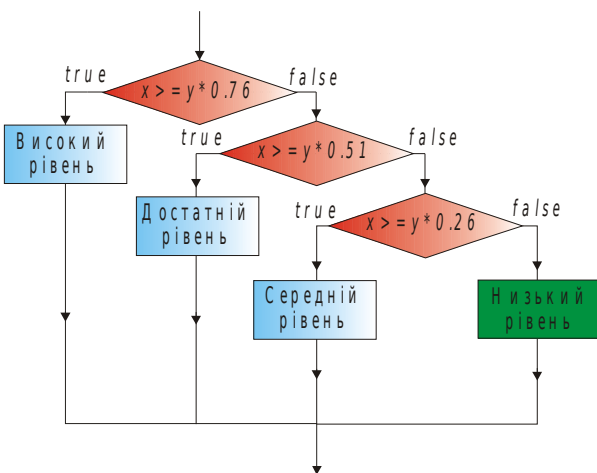 true
false
x >= y* 0.76
Високий
рівень
true
false
x >= y* 0.51
Достатній
рівень
true
false
x >= y* 0.26
Середній
рівень
Низький
рівень